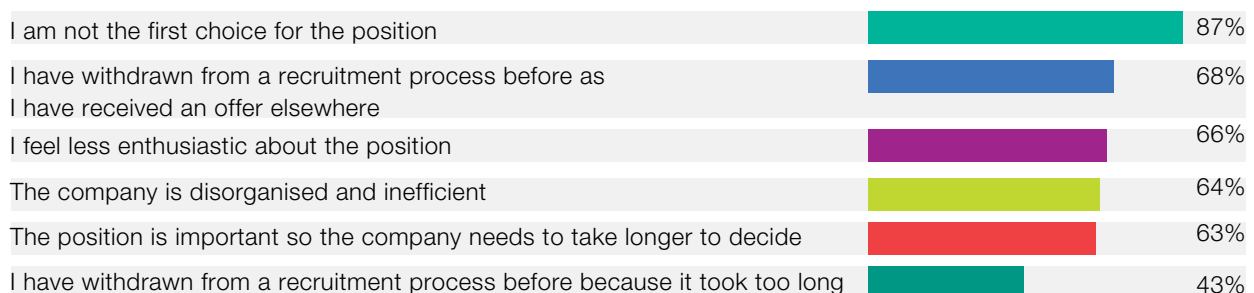 I am not the first choice for the position 87%
I have withdrawn from a recruitment process before as 68%
I have received an offer elsewhere
I feel less enthusiastic about the position 66%
The company is disorganised and inefficient 64%
The position is important so the company needs to take longer to decide 63%
I have withdrawn from a recruitment process before because it took too long 43%